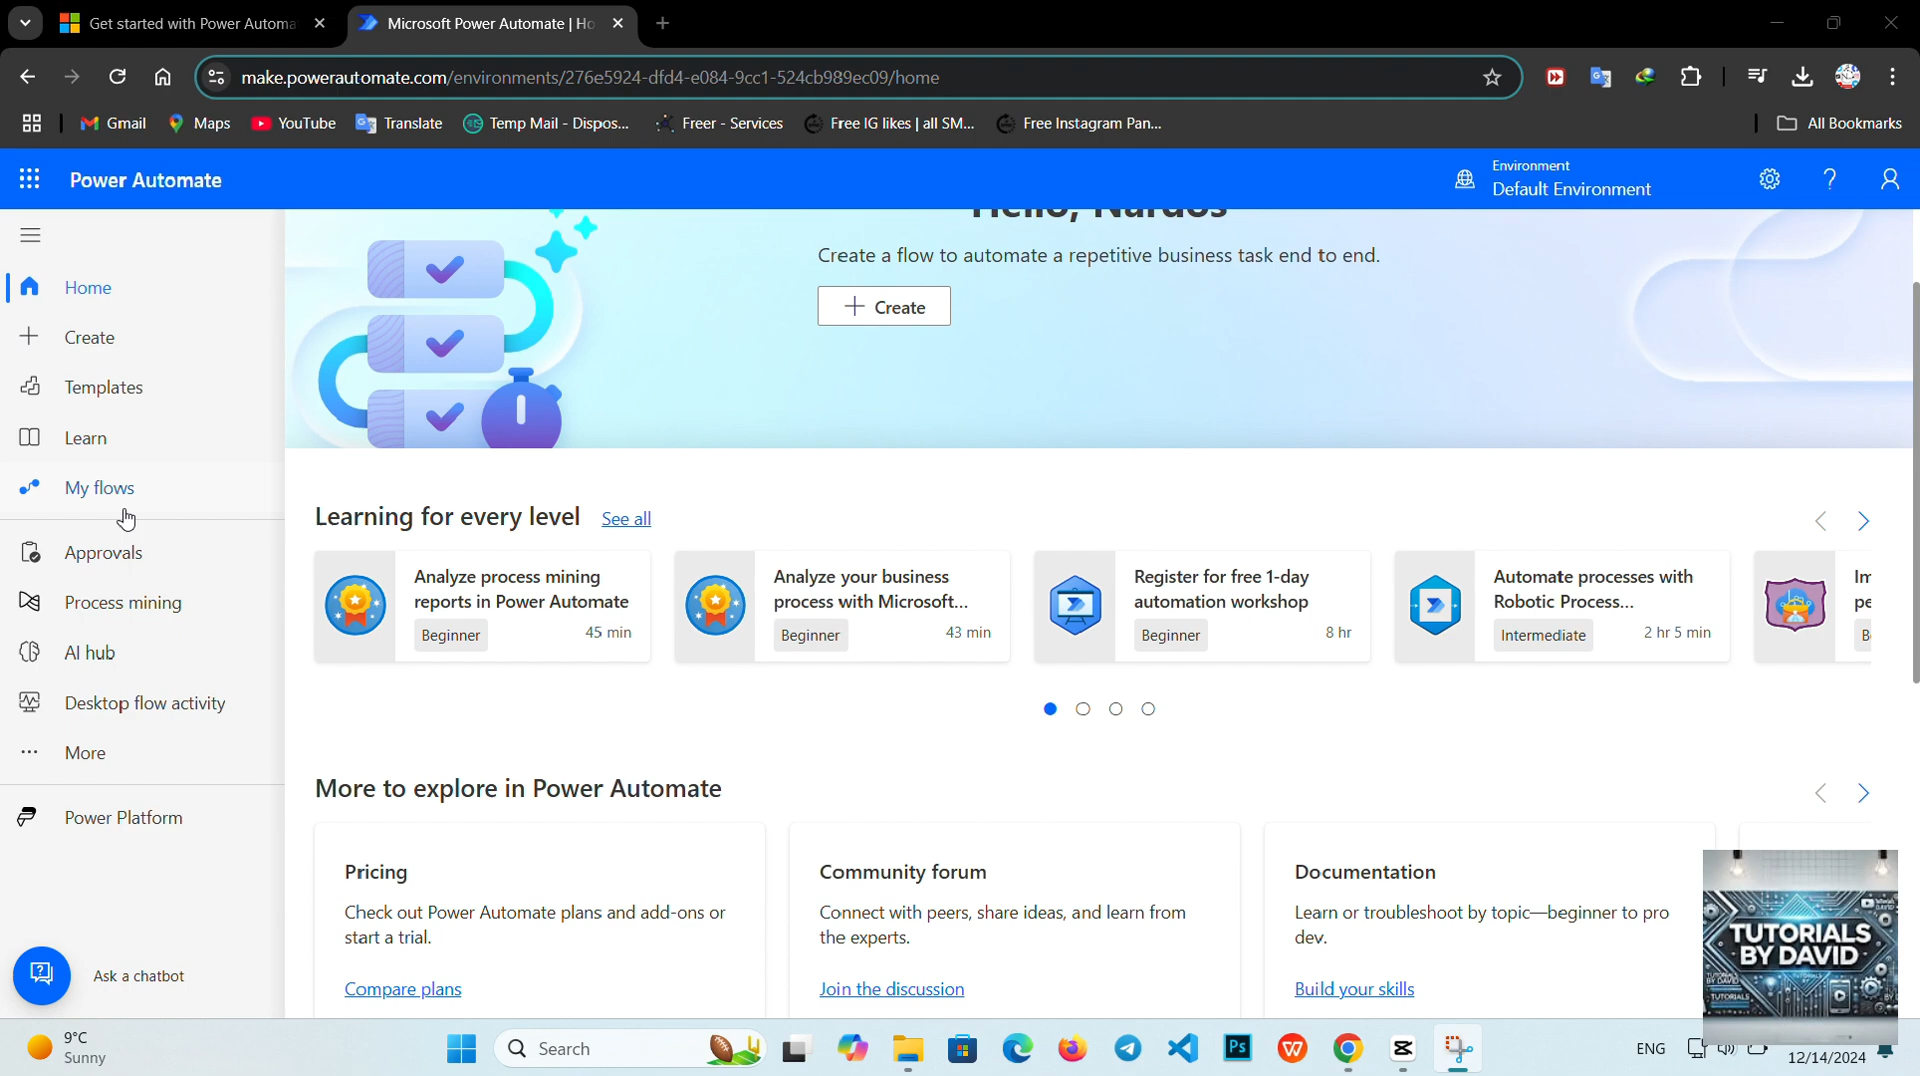 Get started with Power Automa
Microsoft Power Automate | Ho
make.powerautomate.com/environments/276e5924-dfd4-e084-9cc1-524cb989ec09/home
Gmail
Maps
YouTube
Translate
Temp Mail - Dispos...
Freer - Services
Free IG likes | all SM...
Free Instagram Pan...
All Bookmarks
Power Automate
Environment
Default Environment
Home
Create
Templates
Learn
My flows
Approvals
Process mining
AI hub
Desktop flow activity
More
Power Platform
Ask a chatbot
Hello, Nardos
Create a flow to automate a repetitive business task end to end.
Create
Learning for every level See all
Analyze process mining
reports in Power Automate
Beginner 45 min
Analyze your business
process with Microsoft...
Beginner 43 min
Register for free 1-day
automation workshop
Beginner 8 hr
Automate processes with
Robotic Process...
Intermediate 2 hr 5 min
Im
pe
B
More to explore in Power Automate
Pricing
Check out Power Automate plans and add-ons or
start a trial.
Compare plans
Community forum
Connect with peers, share ideas, and learn from
the experts.
Join the discussion
Documentation
Learn or troubleshoot by topic—beginner to pro
dev.
Build your skills
TUTORIALS
BY DAVID
TUTORIALS
9°C
Sunny
Search
Ps
ENG
12/14/2024